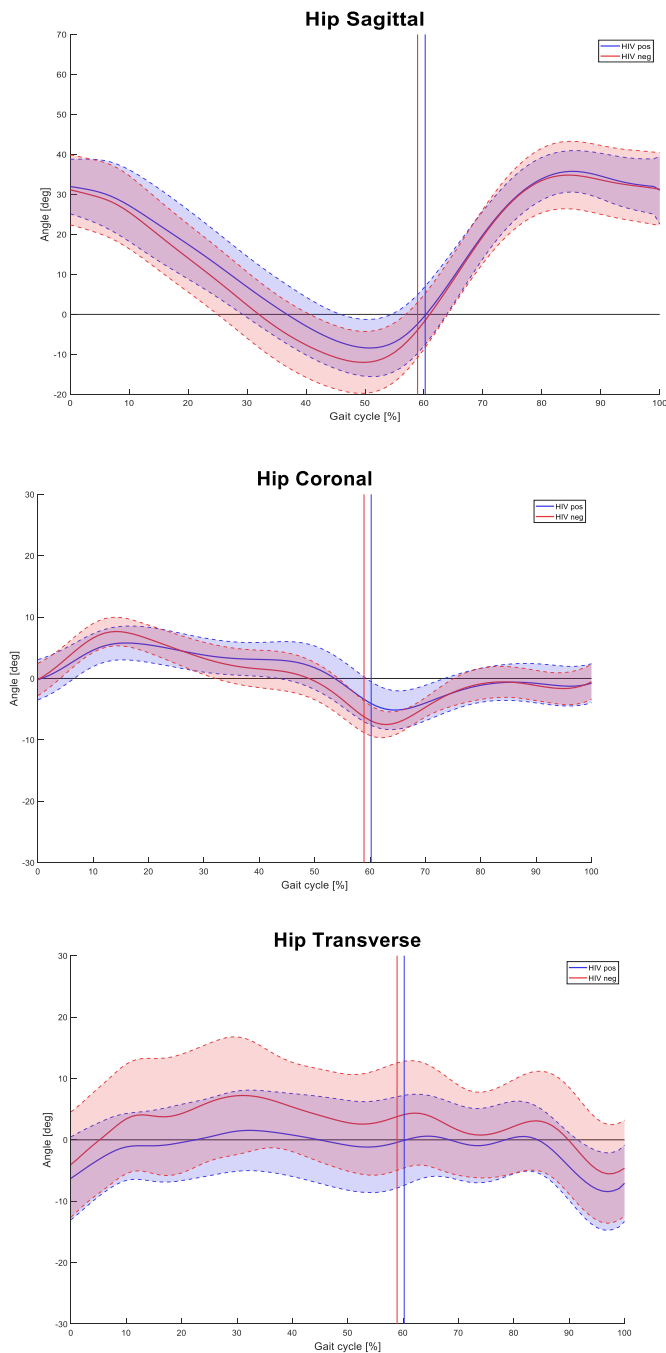 Hip Sagittal
70
60
50
40
30
20
10
0
-10
-20
Angle [deg]
HIV pos
HIV neg
0 10 20 30 40 50 60 70 80 90 100
Gait cycle [%]
Hip Coronal
30
20
10
0
-10
-20
-30
Angle [deg]
HIV pos
HIV neg
0 10 20 30 40 50 60 70 80 90 100
Gait cycle [%]
Hip Transverse
30
20
10
0
-10
-20
-30
Angle [deg]
HIV pos
HIV neg
0 10 20 30 40 50 60 70 80 90 100
Gait cycle [%]